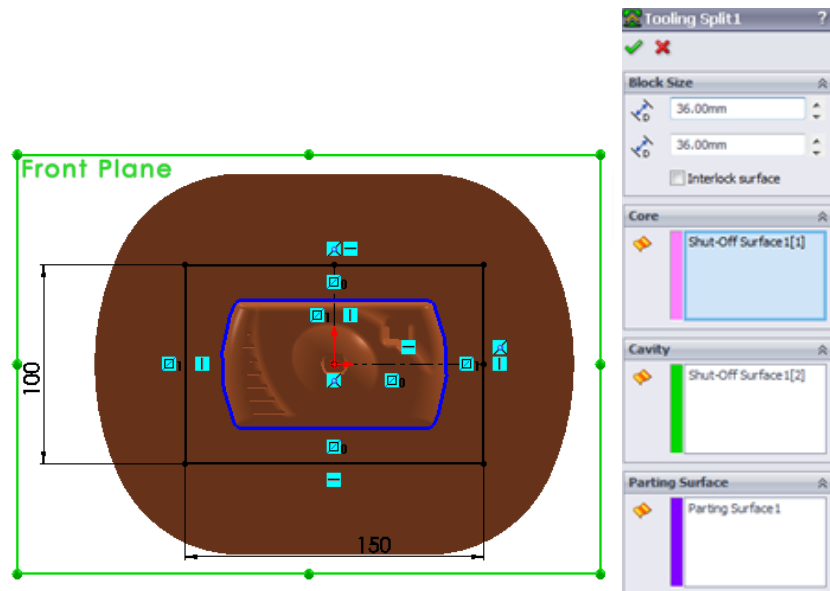 Tooling Split1 ?
Block Size
36.00mm
36.00mm
Interlock surface
Core
Shut-Off Surface1[1]
Cavity
Shut-Off Surface1[2]
Parting Surface
Parting Surface1
Front Plane
100
150